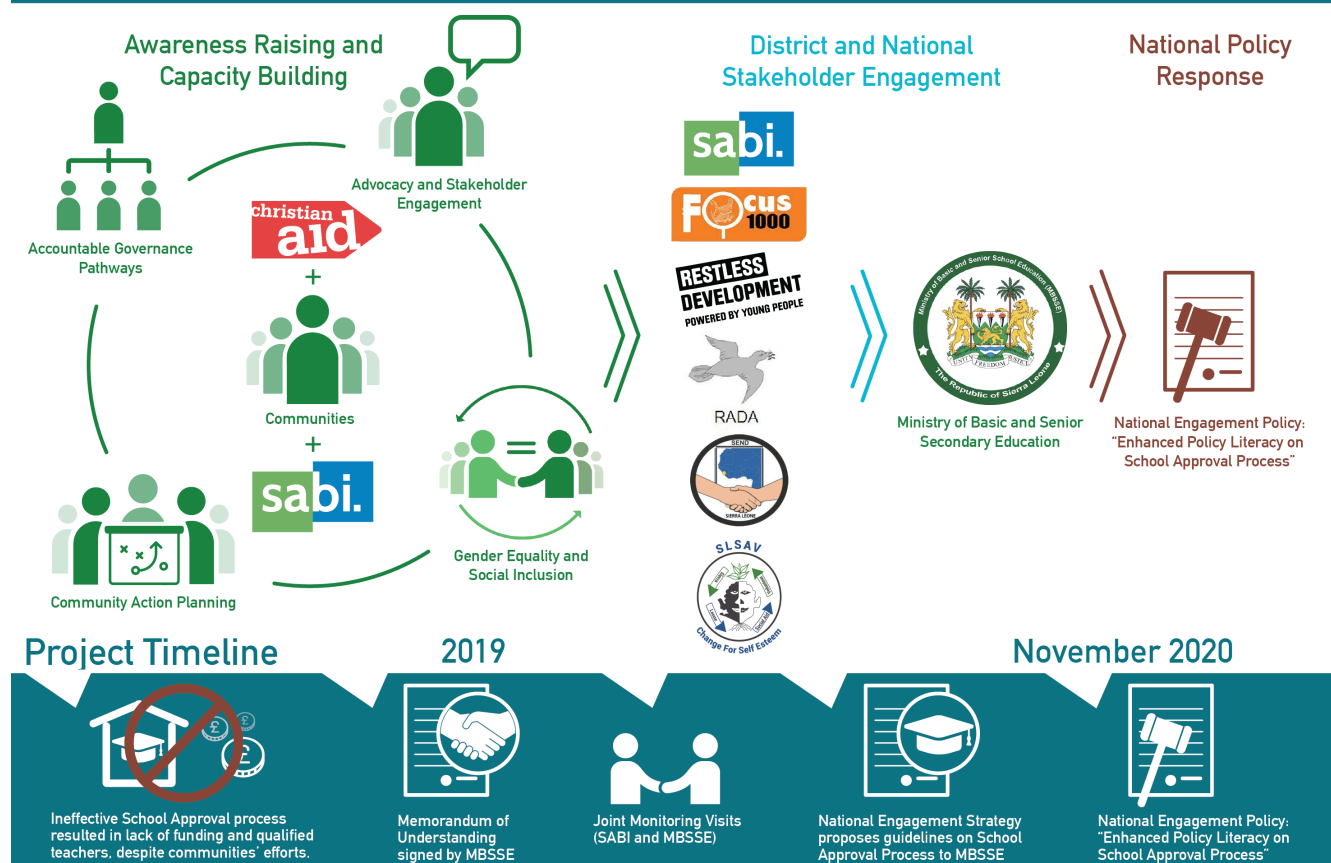 Awareness Raising and
Capacity Building
Accountable Governance
Pathways
Advocacy and Stakeholder
Engagement
christian
aid
+
Communities
+
sabi.
Gender Equality and
Social Inclusion
Community Action Planning
District and National
Stakeholder Engagement
sabi.
Focus
1000
RESTLESS
DEVELOPMENT
POWERED BY YOUNG PEOPLE
RADA
SEND
SIERRA LEONE
SLSAV
Change For Self Esteem
Ministry of Basic and Senior School Education (MBSSE)
UNITY FREEDOM JUSTICE
The Republic of Sierra Leone
Ministry of Basic and Senior
Secondary Education
National Policy
Response
National Engagement Policy:
“Enhanced Policy Literacy on
School Approval Process”
Project Timeline
2019
November 2020
£
£
£
Ineffective School Approval process
resulted in lack of funding and qualified
teachers, despite communities’ efforts.
Memorandum of
Understanding
signed by MBSSE
Joint Monitoring Visits
(SABI and MBSSE)
National Engagement Strategy
proposes guidelines on School
Approval Process to MBSSE
National Engagement Policy:
“Enhanced Policy Literacy on
School Approval Process”